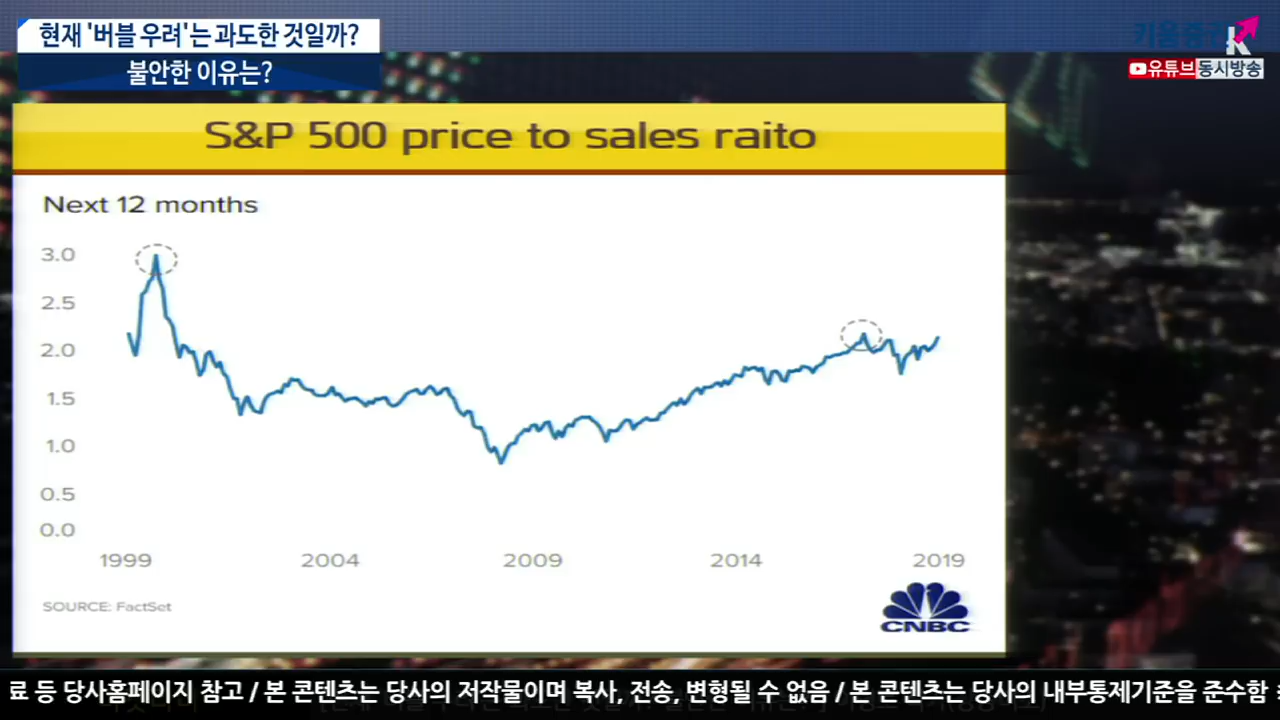 현재 '버블 우려'는 과도한 것일까?
불안한 이유는?
키움증권
유튜브 동시방송
S&P 500 price to sales raito
Next 12 months
3.0
2.5
2.0
1.5
1.0
0.5
0.0
1999 2004 2009 2014 2019
SOURCE: FactSet
CNBC
료 등 당사홈페이지 참고 / 본 콘텐츠는 당사의 저작물이며 복사, 전송, 변형될 수 없음 / 본 콘텐츠는 당사의 내부통제기준을 준수함